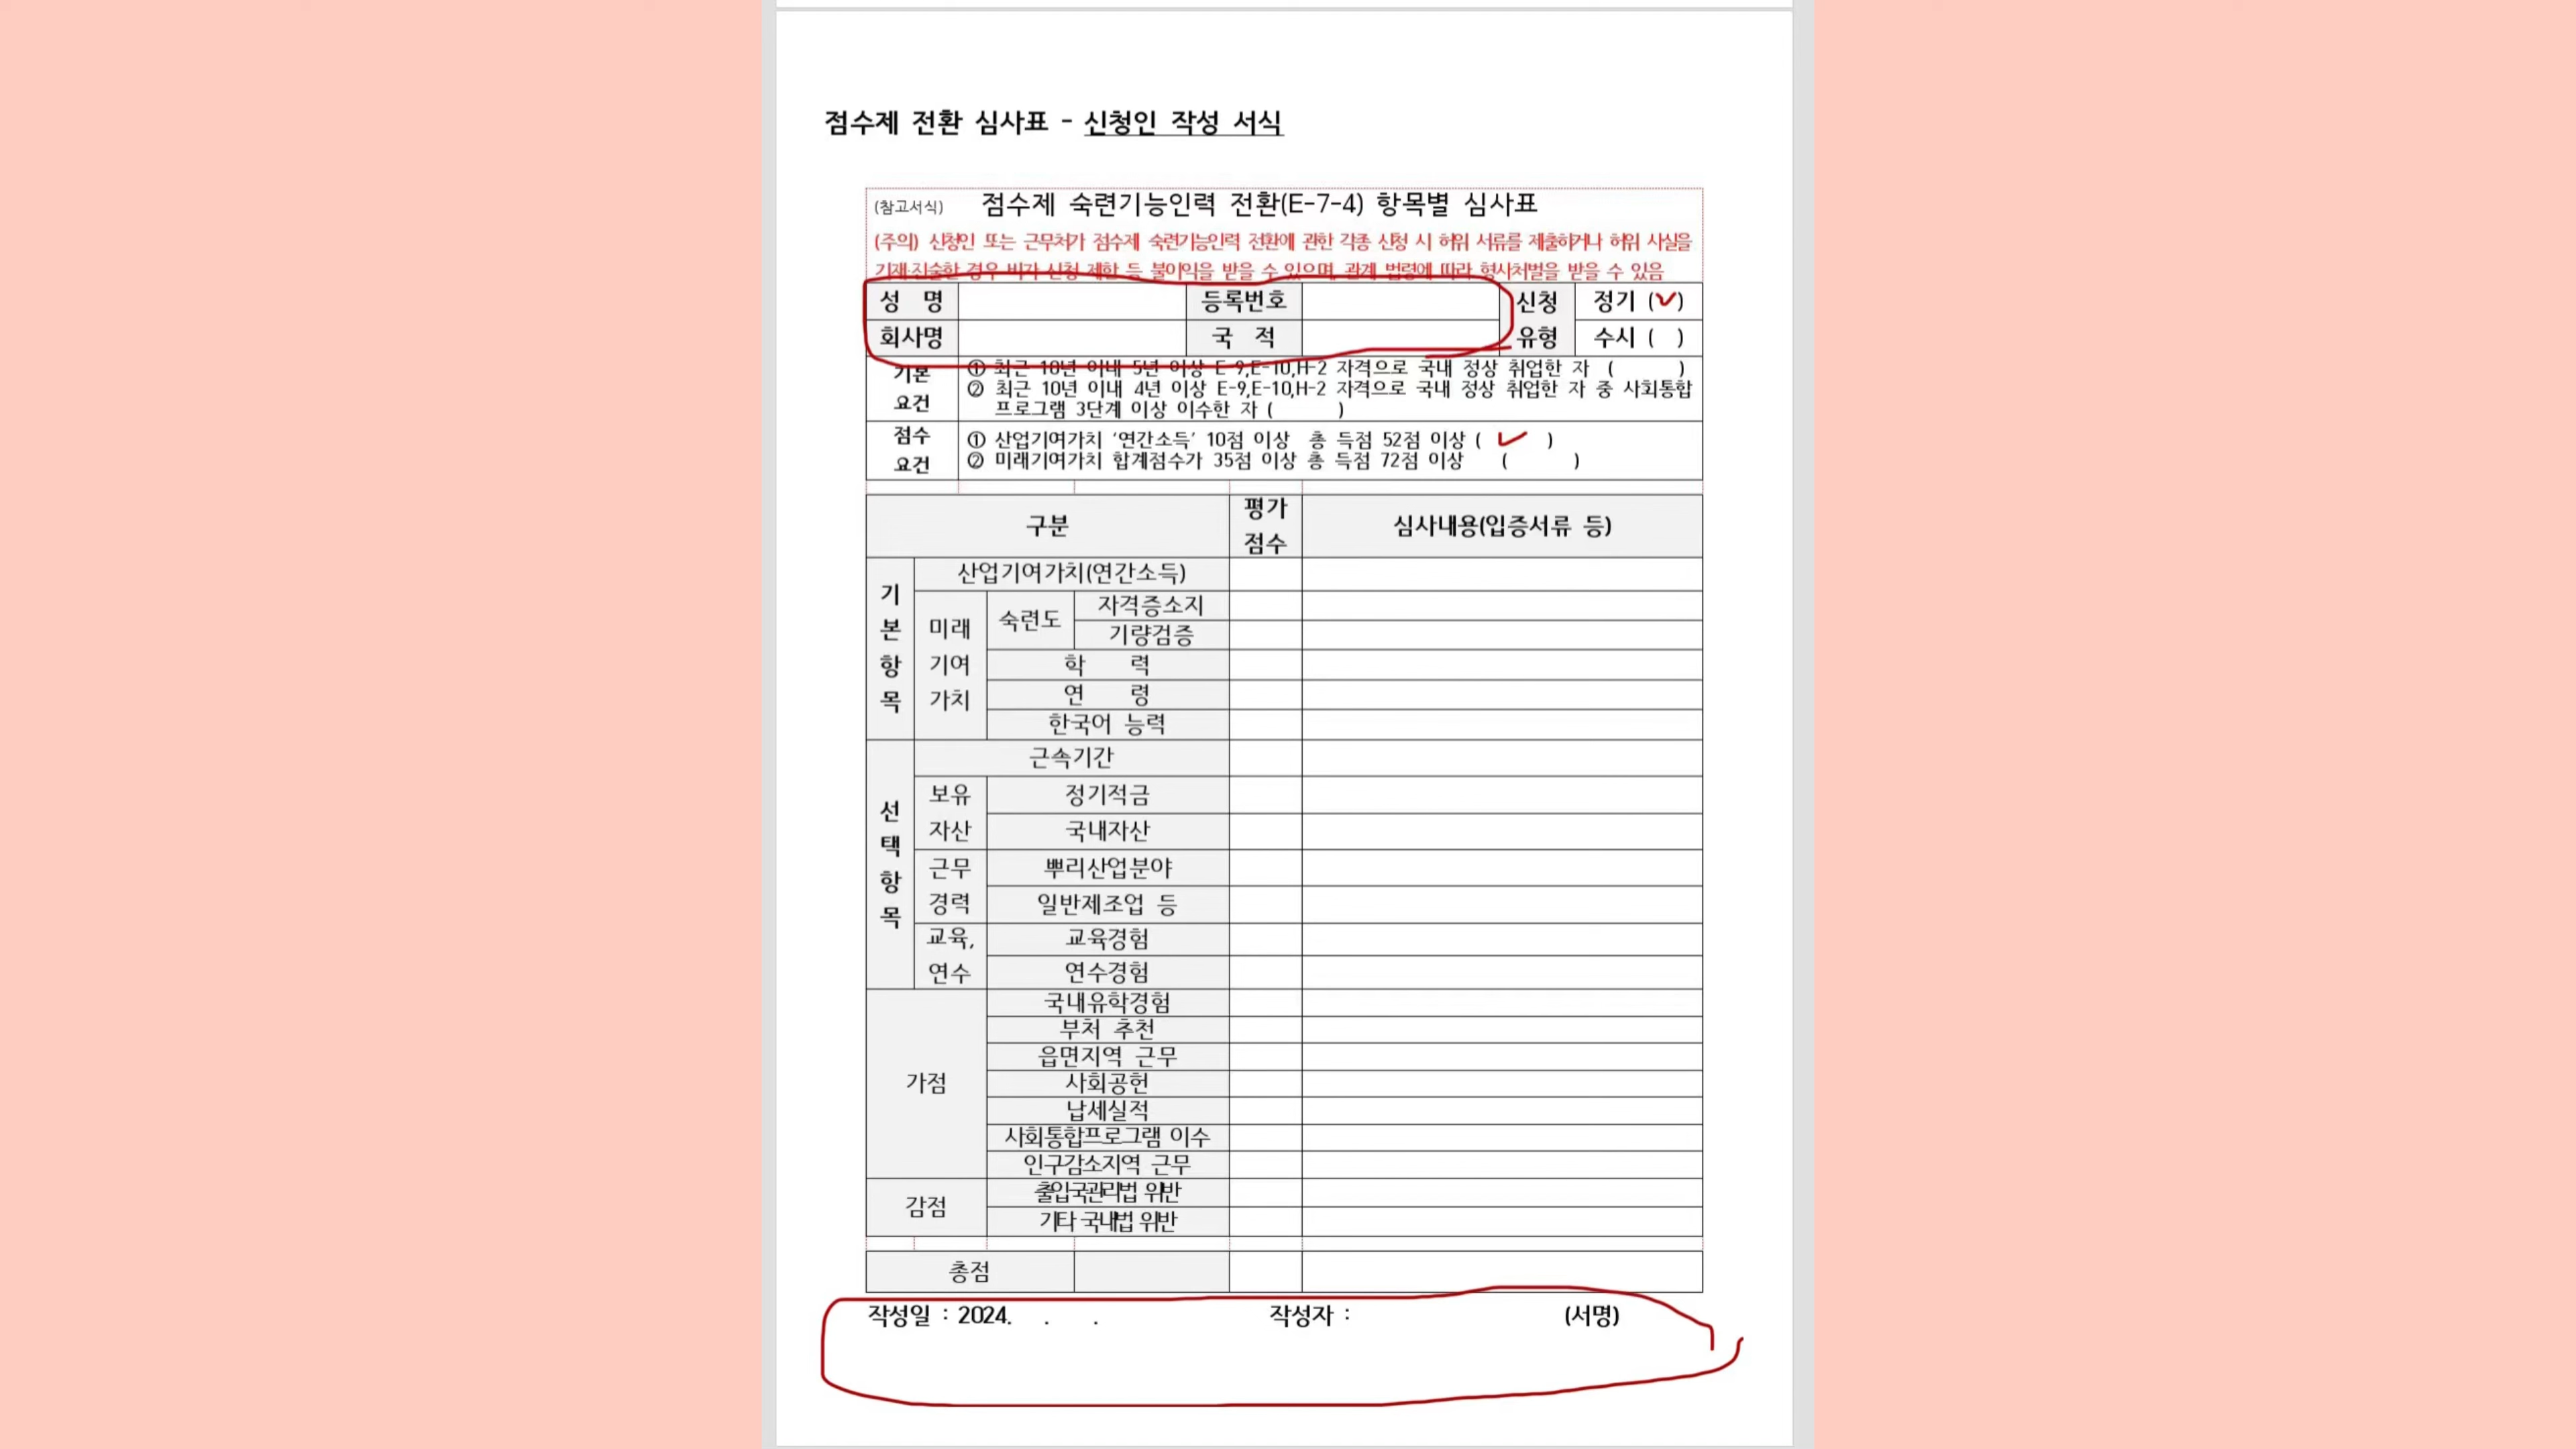 점수제 전환 심사표 - 신청인 작성 서식
(참고서식) 점수제 숙련기능인력 전환(E-7-4) 항목별 심사표
(주의) 신청인 또는 근무처가 점수제 숙련기능인력 전환에 관한 각종 신청 시 허위 서류를 제출하거나 허위 사실을
기재·진술한 경우 비자 신청 제한 등 불이익을 받을 수 있으며, 관계 법령에 따라 형사처벌을 받을 수 있음
성 명 등록번호 신청 정기 (✓)
회사명 국 적 유형 수시 ( )
기본 ① 최근 10년 이내 5년 이상 E-9,E-10,H-2 자격으로 국내 정상 취업한 자 ( )
② 최근 10년 이내 4년 이상 E-9,E-10,H-2 자격으로 국내 정상 취업한 자 중 사회통합
요건 프로그램 3단계 이상 이수한 자 ( )
점수 ① 산업기여가치 '연간소득' 10점 이상 총 득점 52점 이상 ( ✓ )
요건 ② 미래기여가치 합계점수가 35점 이상 총 득점 72점 이상 ( )
구분 평가 점수 심사내용(입증서류 등)
기본항목 산업기여가치(연간소득)
미래 기여 가치 숙련도 자격증소지
기량검증
학 력
연 령
한국어 능력
선택항목 근속기간
보유 정기적금
자산 국내자산
근무 뿌리산업분야
경력 일반제조업 등
교육, 교육경험
연수 연수경험
가점 국내유학경험
부처 추천
읍면지역 근무
사회공헌
납세실적
사회통합프로그램 이수
인구감소지역 근무
감점 출입국관리법 위반
기타 국내법 위반
총점
작성일 : 2024. . . 작성자 : (서명)